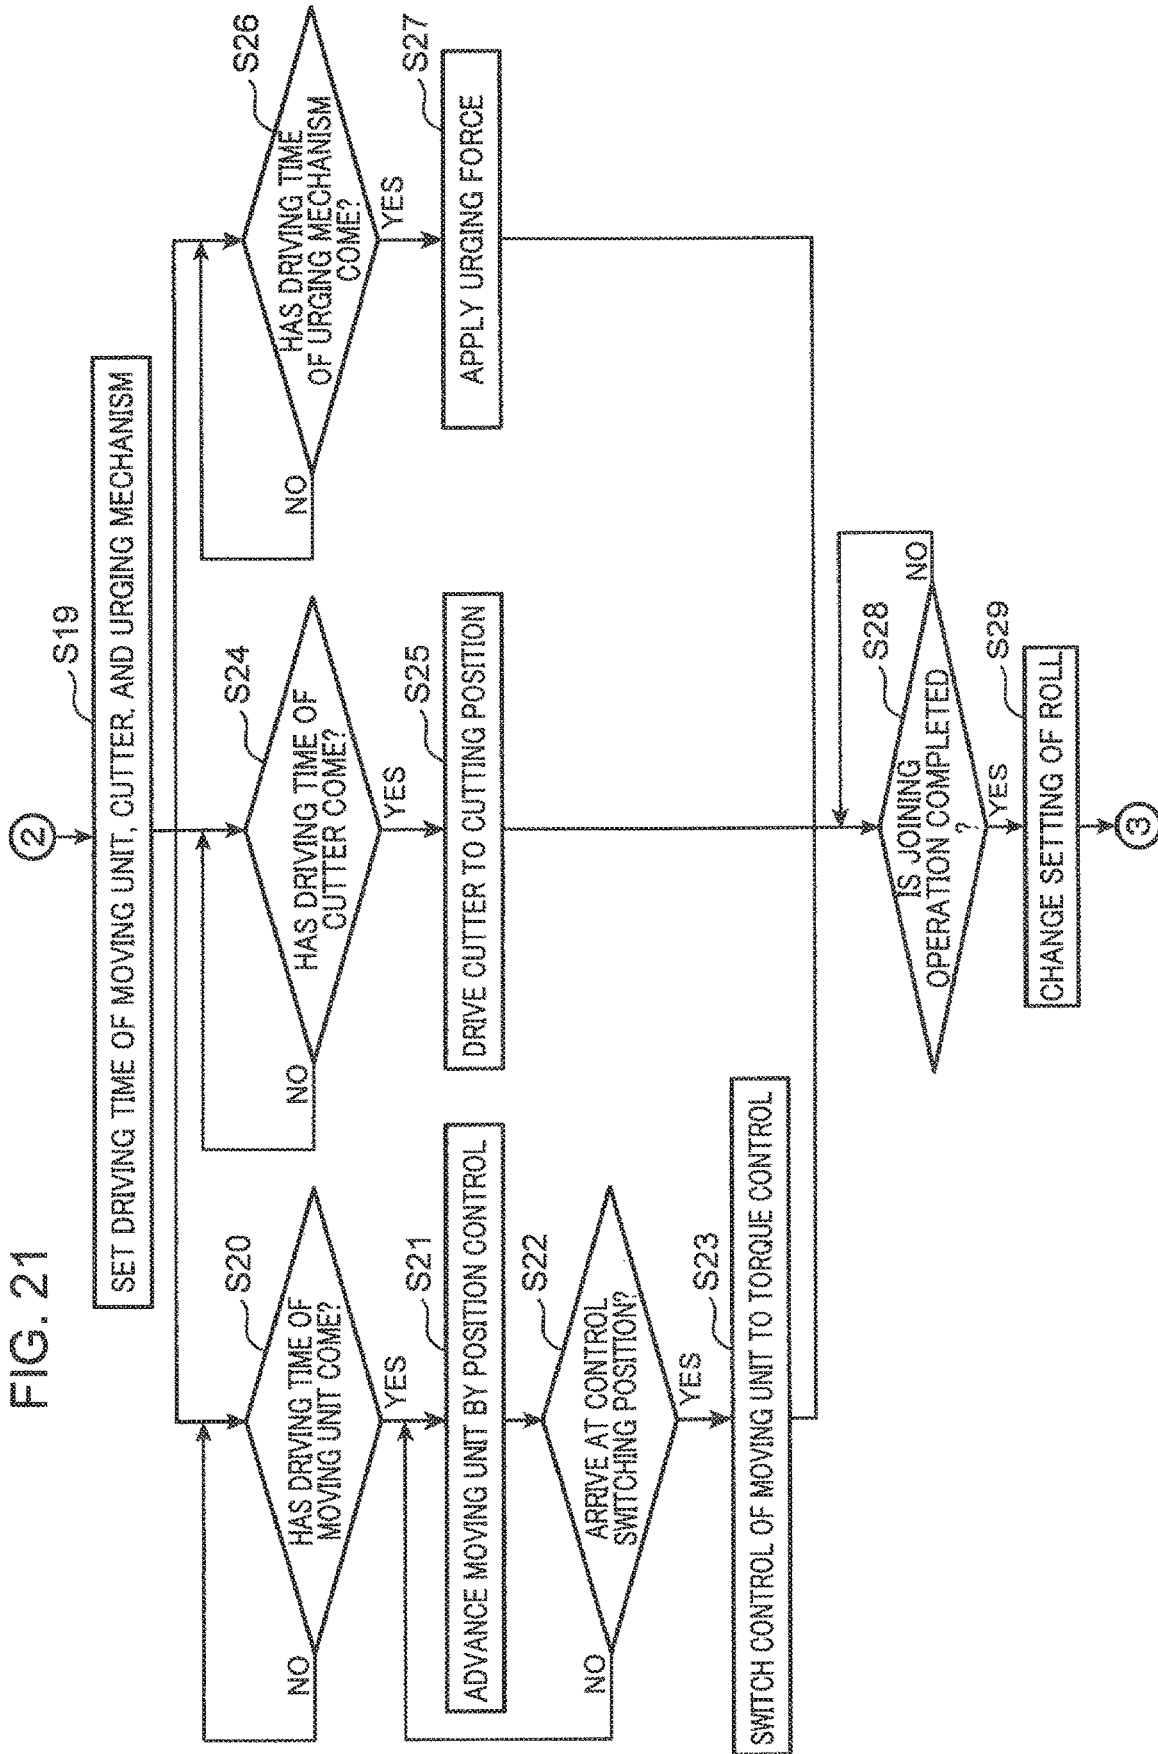 FIG. 21
②
S19
SET DRIVING TIME OF MOVING UNIT, CUTTER, AND URGING MECHANISM
S20
HAS DRIVING TIME OF
MOVING UNIT COME?
NO
YES
S21
ADVANCE MOVING UNIT BY POSITION CONTROL
S22
ARRIVE AT CONTROL
SWITCHING POSITION?
NO
YES
S23
SWITCH CONTROL OF MOVING UNIT TO TORQUE CONTROL
S24
HAS DRIVING TIME OF
CUTTER COME?
NO
YES
S25
DRIVE CUTTER TO CUTTING POSITION
S26
HAS DRIVING TIME
OF URGING MECHANISM
COME?
NO
YES
S27
APPLY URGING FORCE
S28
IS JOINING
OPERATION COMPLETED
?
NO
YES
S29
CHANGE SETTING OF ROLL
③